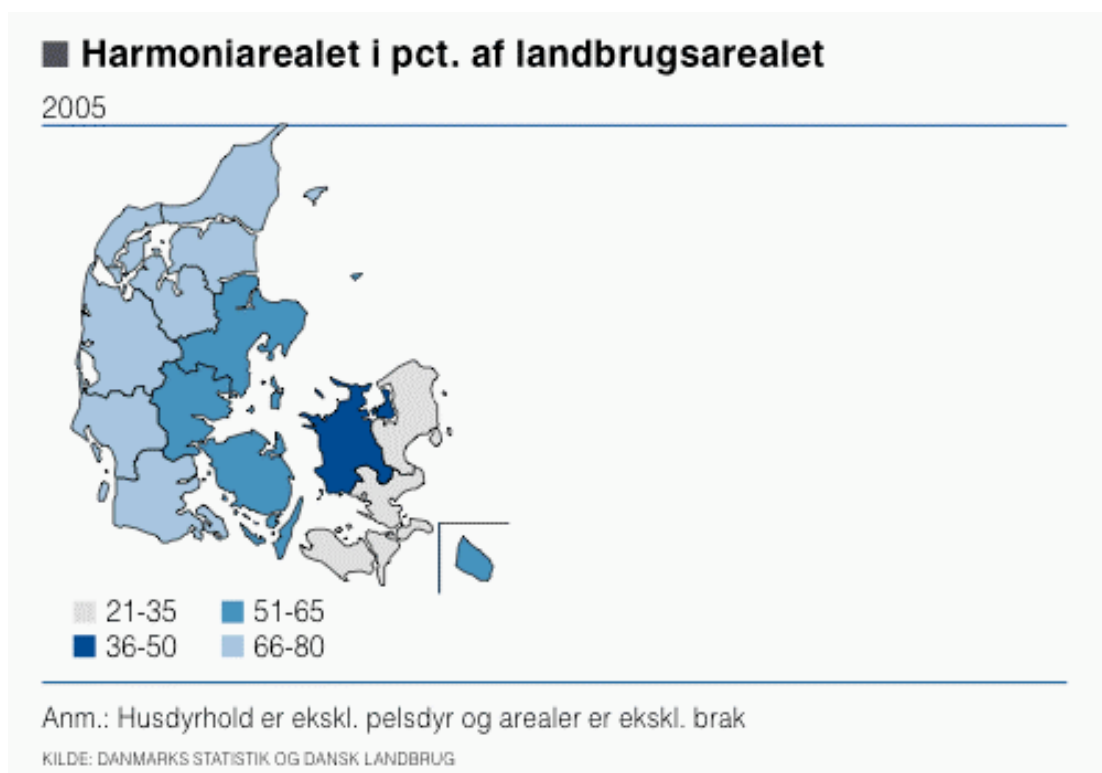 Harmoniarealet i pct. af landbrugsarealet
2005
21-35 51-65
36-50 66-80
Anm.: Husdyrhold er ekskl. pelsdyr og arealer er ekskl. brak
KILDE: DANMARKS STATISTIK OG DANSK LANDBRUG